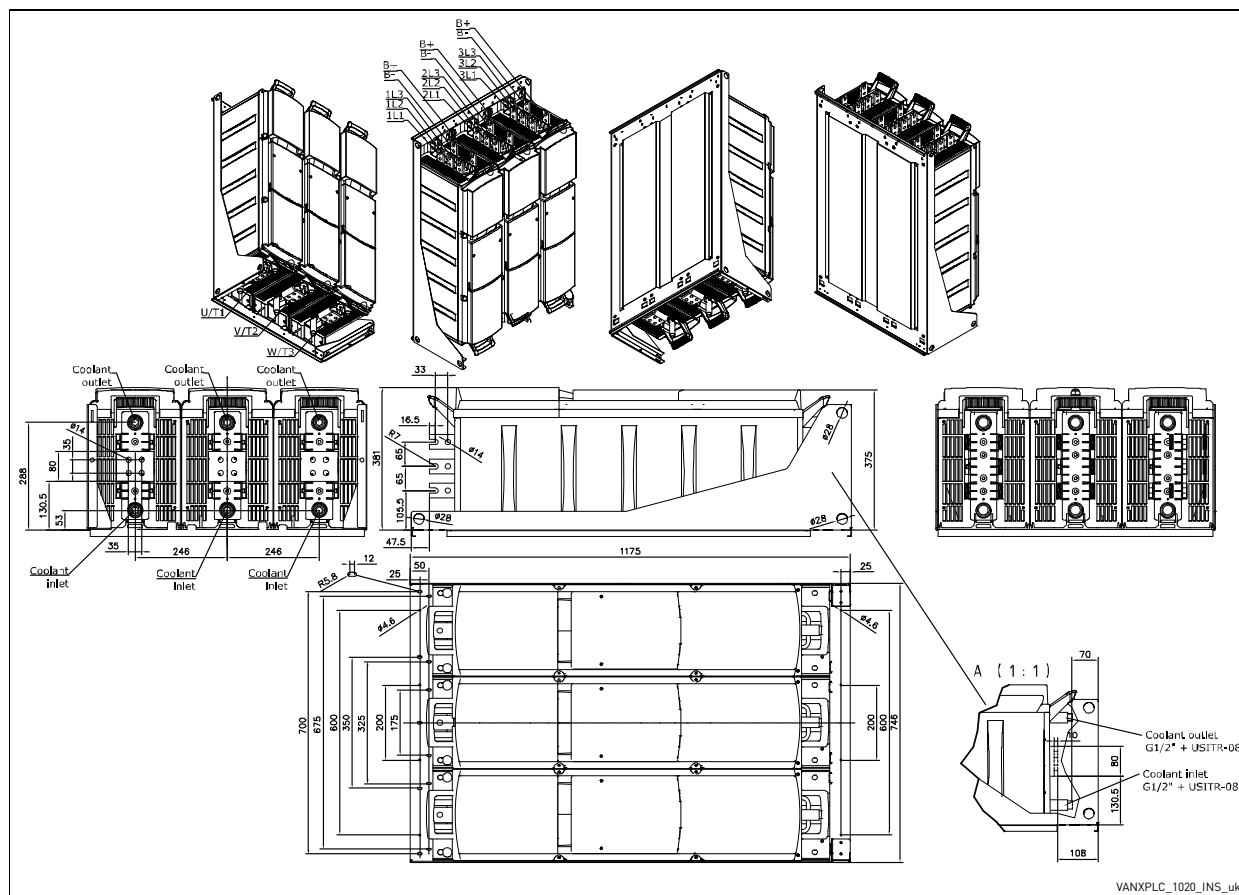 B+
B-
B+
B-
3L3
3L2
3L1
B+
B-
2L3
2L2
2L1
1L3
1L2
1L1
U/T1
V/T2
W/T3
Coolant
outlet
Coolant
outlet
Coolant
outlet
ø14
35
80
288
130.5
53
35
246
246
Coolant
inlet
Coolant
inlet
Coolant
inlet
33
16.5
R7
65
65
105.5
381
ø14
ø28
ø28
ø28
375
47.5
1175
12
R5.8
25
50
25
ø4.6
ø4.6
700
675
600
350
325
200
175
200
600
746
A (1:1)
70
10
80
130.5
108
Coolant outlet
G1/2" + USITR-08
Coolant inlet
G1/2" + USITR-08
VANXPLC_1020_INS_uk